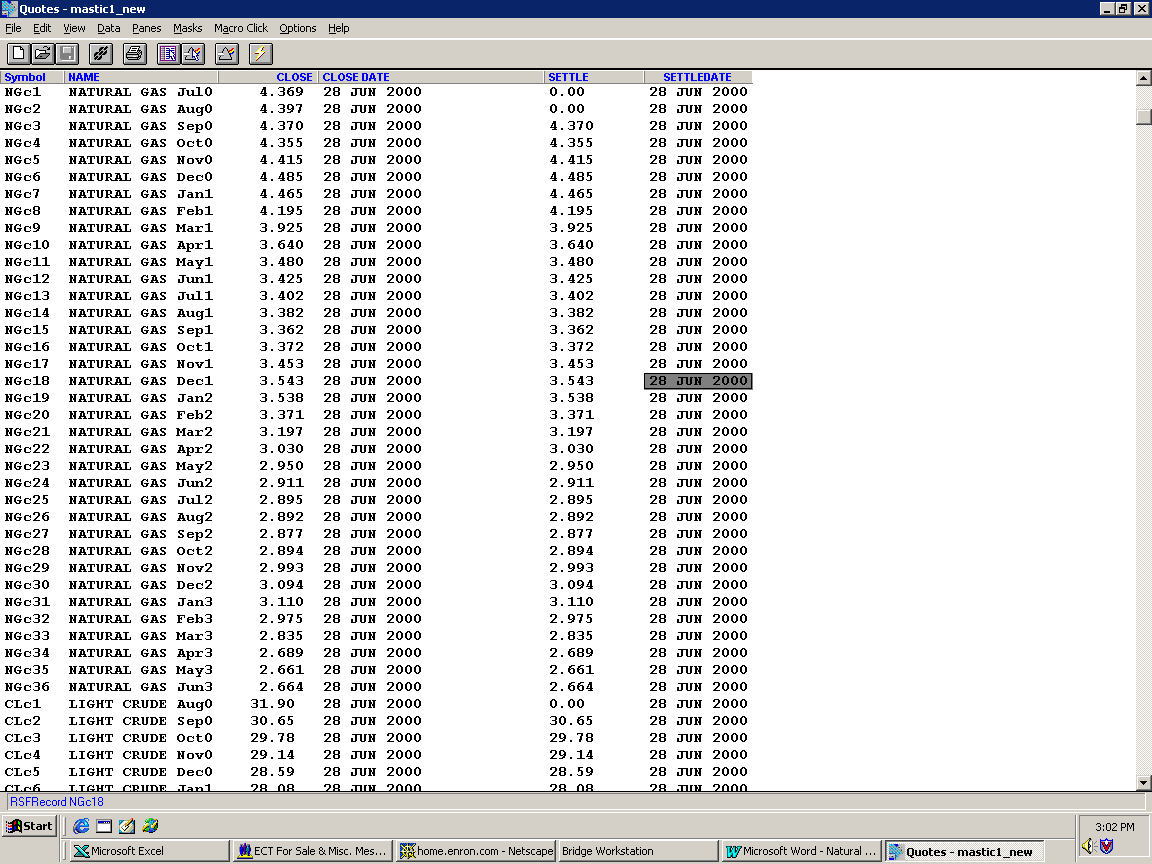 Quotes - mastic1_new
File Edit View Data Panes Masks Macro Click Options Help
Symbol NAME CLOSE CLOSE DATE SETTLE SETTLEDATE
NGc1 NATURAL GAS Jul0 4.369 28 JUN 2000 0.00 28 JUN 2000
NGc2 NATURAL GAS Aug0 4.397 28 JUN 2000 0.00 28 JUN 2000
NGc3 NATURAL GAS Sep0 4.370 28 JUN 2000 4.370 28 JUN 2000
NGc4 NATURAL GAS Oct0 4.355 28 JUN 2000 4.355 28 JUN 2000
NGc5 NATURAL GAS Nov0 4.415 28 JUN 2000 4.415 28 JUN 2000
NGc6 NATURAL GAS Dec0 4.485 28 JUN 2000 4.485 28 JUN 2000
NGc7 NATURAL GAS Jan1 4.465 28 JUN 2000 4.465 28 JUN 2000
NGc8 NATURAL GAS Feb1 4.195 28 JUN 2000 4.195 28 JUN 2000
NGc9 NATURAL GAS Mar1 3.925 28 JUN 2000 3.925 28 JUN 2000
NGc10 NATURAL GAS Apr1 3.640 28 JUN 2000 3.640 28 JUN 2000
NGc11 NATURAL GAS May1 3.480 28 JUN 2000 3.480 28 JUN 2000
NGc12 NATURAL GAS Jun1 3.425 28 JUN 2000 3.425 28 JUN 2000
NGc13 NATURAL GAS Jul1 3.402 28 JUN 2000 3.402 28 JUN 2000
NGc14 NATURAL GAS Aug1 3.382 28 JUN 2000 3.382 28 JUN 2000
NGc15 NATURAL GAS Sep1 3.362 28 JUN 2000 3.362 28 JUN 2000
NGc16 NATURAL GAS Oct1 3.372 28 JUN 2000 3.372 28 JUN 2000
NGc17 NATURAL GAS Nov1 3.453 28 JUN 2000 3.453 28 JUN 2000
NGc18 NATURAL GAS Dec1 3.543 28 JUN 2000 3.543 28 JUN 2000
NGc19 NATURAL GAS Jan2 3.538 28 JUN 2000 3.538 28 JUN 2000
NGc20 NATURAL GAS Feb2 3.371 28 JUN 2000 3.371 28 JUN 2000
NGc21 NATURAL GAS Mar2 3.197 28 JUN 2000 3.197 28 JUN 2000
NGc22 NATURAL GAS Apr2 3.030 28 JUN 2000 3.030 28 JUN 2000
NGc23 NATURAL GAS May2 2.950 28 JUN 2000 2.950 28 JUN 2000
NGc24 NATURAL GAS Jun2 2.911 28 JUN 2000 2.911 28 JUN 2000
NGc25 NATURAL GAS Jul2 2.895 28 JUN 2000 2.895 28 JUN 2000
NGc26 NATURAL GAS Aug2 2.892 28 JUN 2000 2.892 28 JUN 2000
NGc27 NATURAL GAS Sep2 2.877 28 JUN 2000 2.877 28 JUN 2000
NGc28 NATURAL GAS Oct2 2.894 28 JUN 2000 2.894 28 JUN 2000
NGc29 NATURAL GAS Nov2 2.993 28 JUN 2000 2.993 28 JUN 2000
NGc30 NATURAL GAS Dec2 3.094 28 JUN 2000 3.094 28 JUN 2000
NGc31 NATURAL GAS Jan3 3.110 28 JUN 2000 3.110 28 JUN 2000
NGc32 NATURAL GAS Feb3 2.975 28 JUN 2000 2.975 28 JUN 2000
NGc33 NATURAL GAS Mar3 2.835 28 JUN 2000 2.835 28 JUN 2000
NGc34 NATURAL GAS Apr3 2.689 28 JUN 2000 2.689 28 JUN 2000
NGc35 NATURAL GAS May3 2.661 28 JUN 2000 2.661 28 JUN 2000
NGc36 NATURAL GAS Jun3 2.664 28 JUN 2000 2.664 28 JUN 2000
CLc1 LIGHT CRUDE Aug0 31.90 28 JUN 2000 0.00 28 JUN 2000
CLc2 LIGHT CRUDE Sep0 30.65 28 JUN 2000 30.65 28 JUN 2000
CLc3 LIGHT CRUDE Oct0 29.78 28 JUN 2000 29.78 28 JUN 2000
CLc4 LIGHT CRUDE Nov0 29.14 28 JUN 2000 29.14 28 JUN 2000
CLc5 LIGHT CRUDE Dec0 28.59 28 JUN 2000 28.59 28 JUN 2000
CLc6 LIGHT CRUDE Jan1 28.08 28 JUN 2000 28.08 28 JUN 2000
RSFRecord NGc18
Start 3:02 PM
Microsoft Excel ECT For Sale & Misc. Mes... home.enron.com - Netscape Bridge Workstation Microsoft Word - Natural ... Quotes - mastic1_new